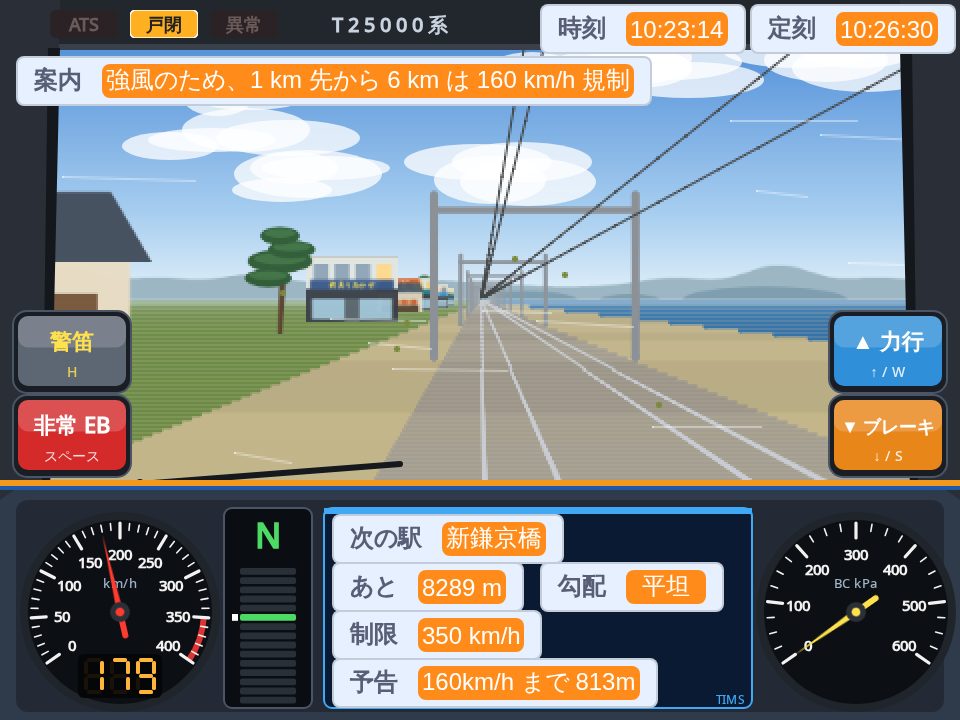 ATS 戸閉 異常 T25000系
時刻 10:23:14 定刻 10:26:30
案内 強風のため、1 km 先から 6 km は 160 km/h 規制
警笛
H
非常 EB
スペース
▲ 力行
↑ / W
▼ ブレーキ
↓ / S
0 50 100 150 200 250 300 350 400
km/h
179
N
次の駅 新鎌京橋
あと 8289 m 勾配 平坦
制限 350 km/h
予告 160km/h まで 813m
TIMS
0 100 200 300 400 500 600
BC kPa